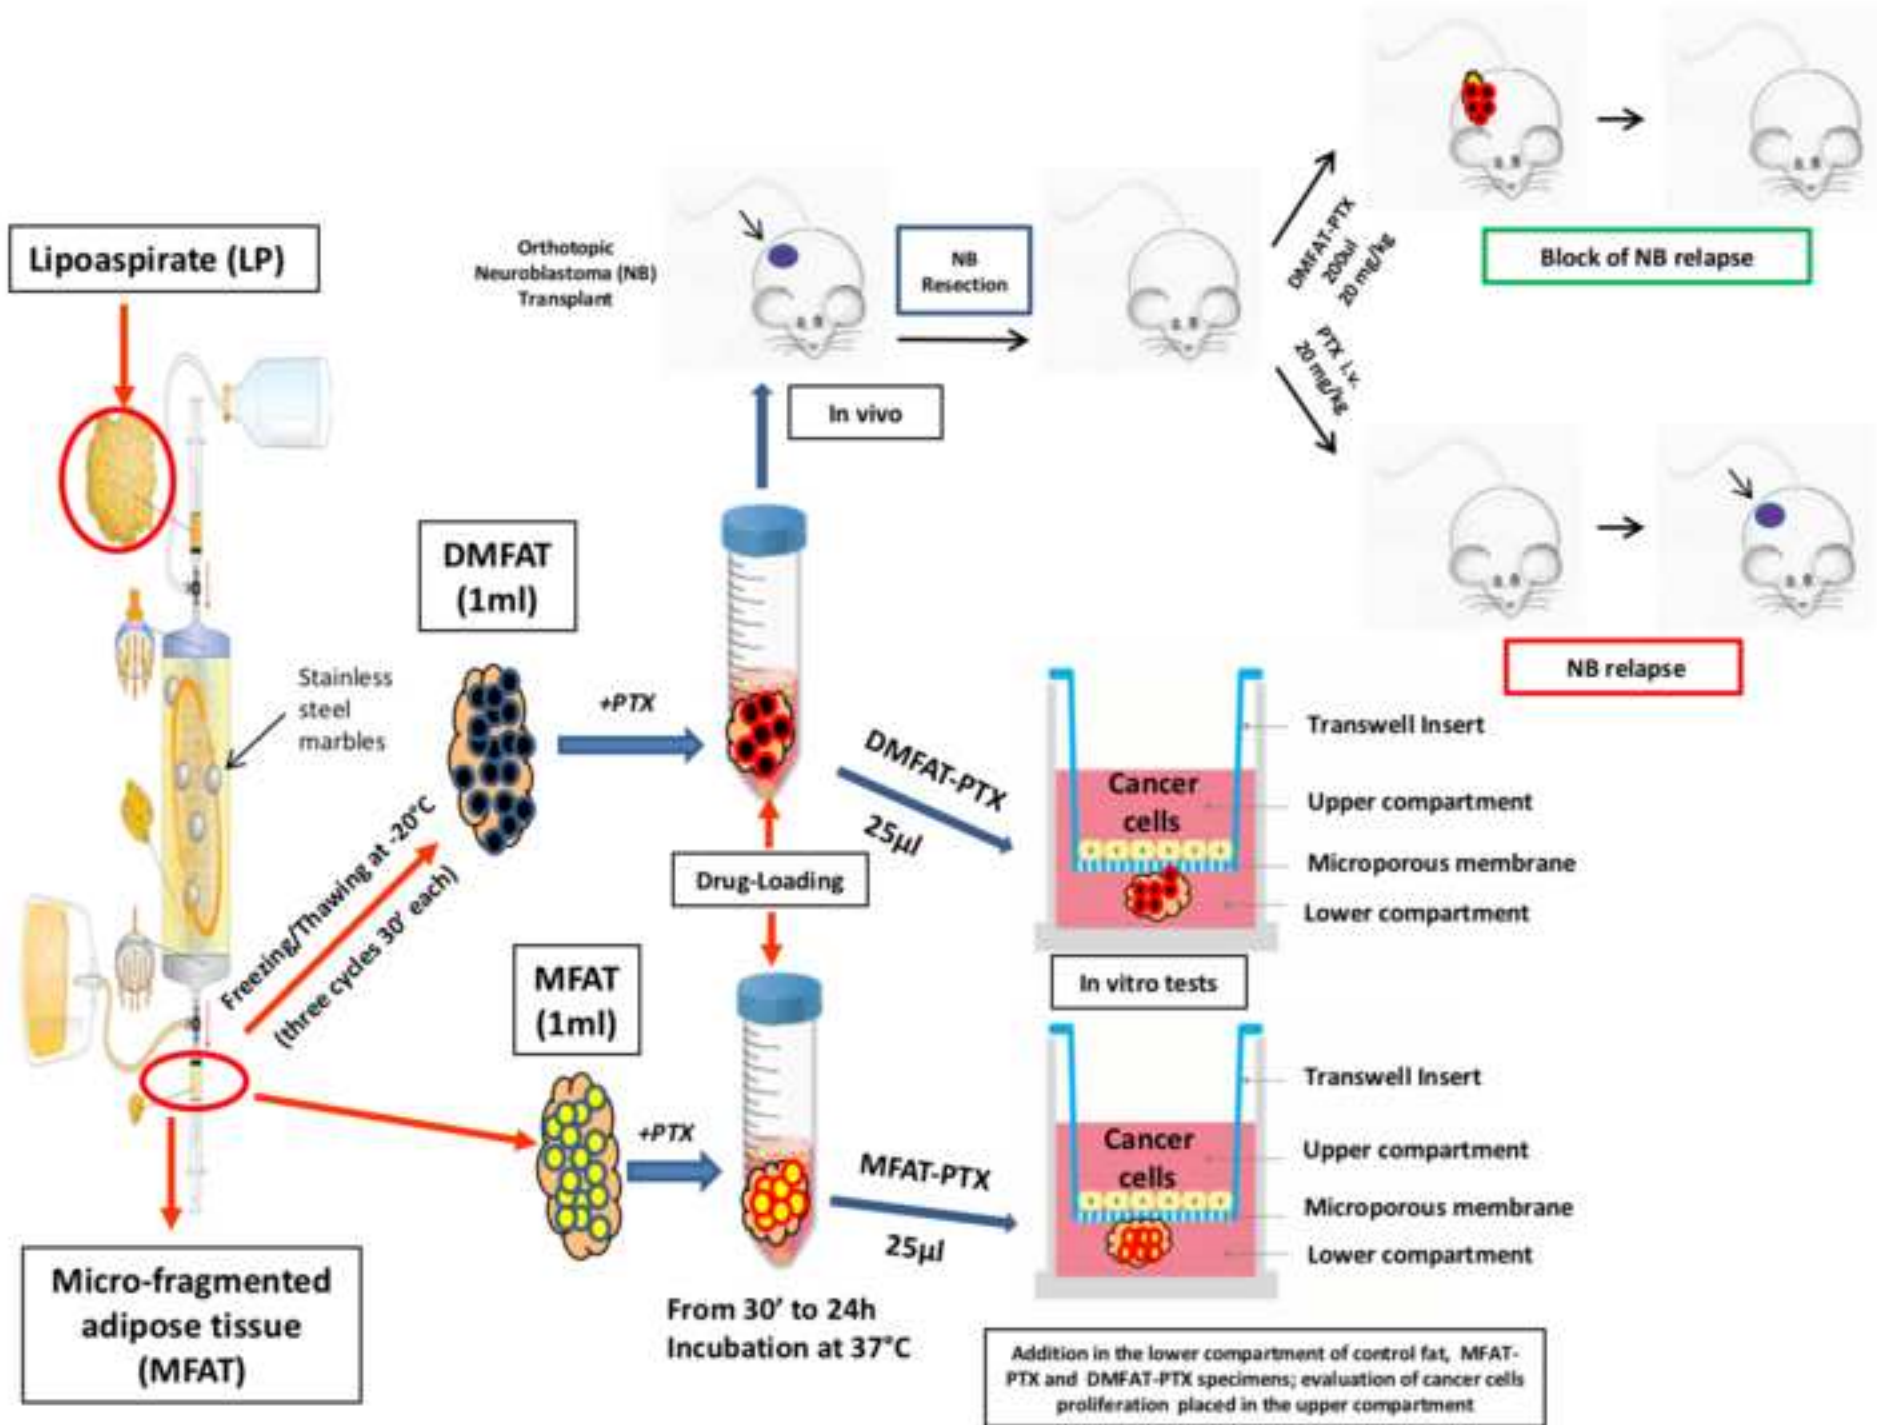 Lipoaspirate (LP)
Stainless
steel
marbles
Freezing/Thawing at -20°C
(three cycles 30' each)
Micro-fragmented
adipose tissue
(MFAT)
DMFAT
(1ml)
+PTX
MFAT
(1ml)
+PTX
Drug-Loading
From 30' to 24h
Incubation at 37°C
Orthotopic
Neuroblastoma (NB)
Transplant
In vivo
NB
Resection
DMFAT-PTX
200ul
20 mg/kg
PTX i.v.
20 mg/kg
Block of NB relapse
NB relapse
DMFAT-PTX
25µl
Cancer
cells
Transwell Insert
Upper compartment
Microporous membrane
Lower compartment
In vitro tests
MFAT-PTX
25µl
Cancer
cells
Transwell Insert
Upper compartment
Microporous membrane
Lower compartment
Addition in the lower compartment of control fat, MFAT-
PTX and DMFAT-PTX specimens; evaluation of cancer cells
proliferation placed in the upper compartment